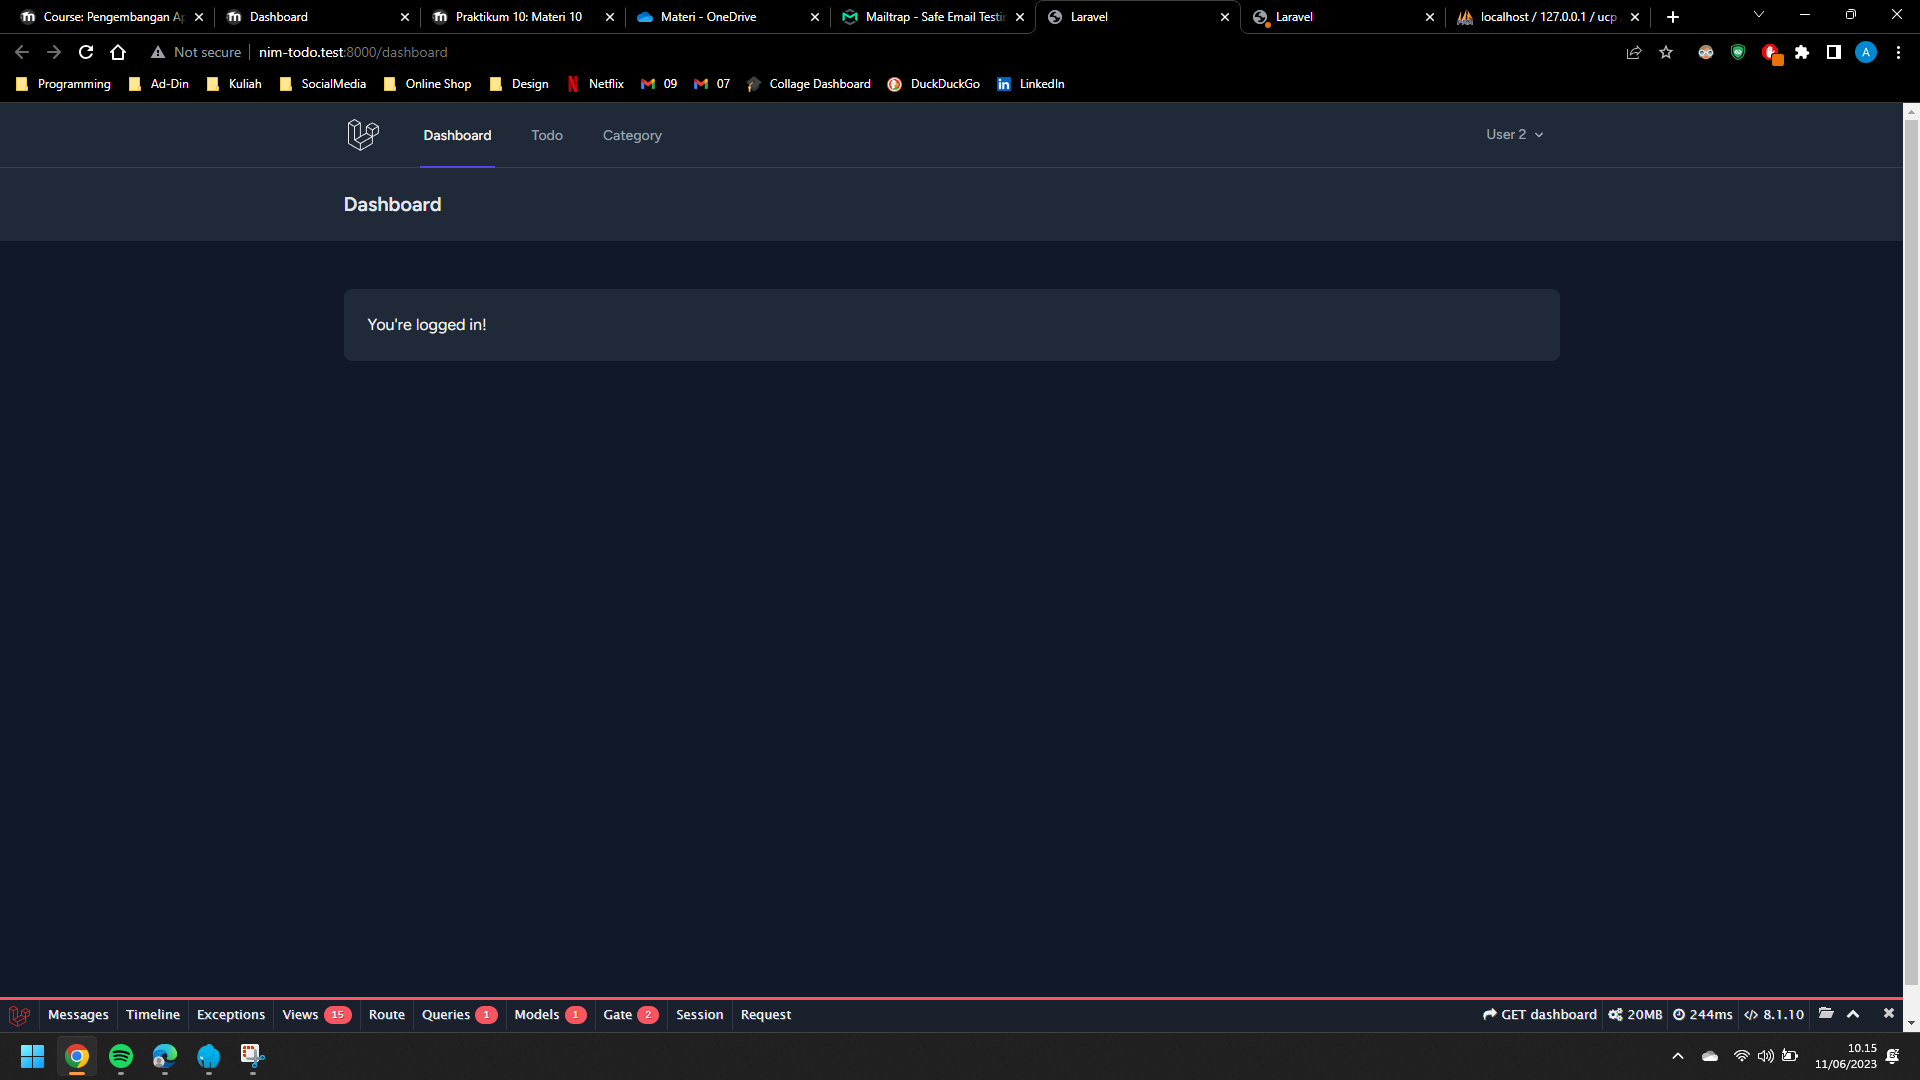 Course: Pengembangan Ap
Dashboard
Praktikum 10: Materi 10
Materi - OneDrive
Mailtrap - Safe Email Testin
Laravel
Laravel
localhost / 127.0.0.1 / ucp
Not secure
nim-todo.test:8000/dashboard
A
Programming
Ad-Din
Kuliah
SocialMedia
Online Shop
Design
Netflix
09
07
Collage Dashboard
DuckDuckGo
LinkedIn
Dashboard
Todo
Category
User 2
Dashboard
You're logged in!
Messages
Timeline
Exceptions
Views 15
Route
Queries 1
Models 1
Gate 2
Session
Request
GET dashboard
20MB
244ms
8.1.10
10.15
11/06/2023